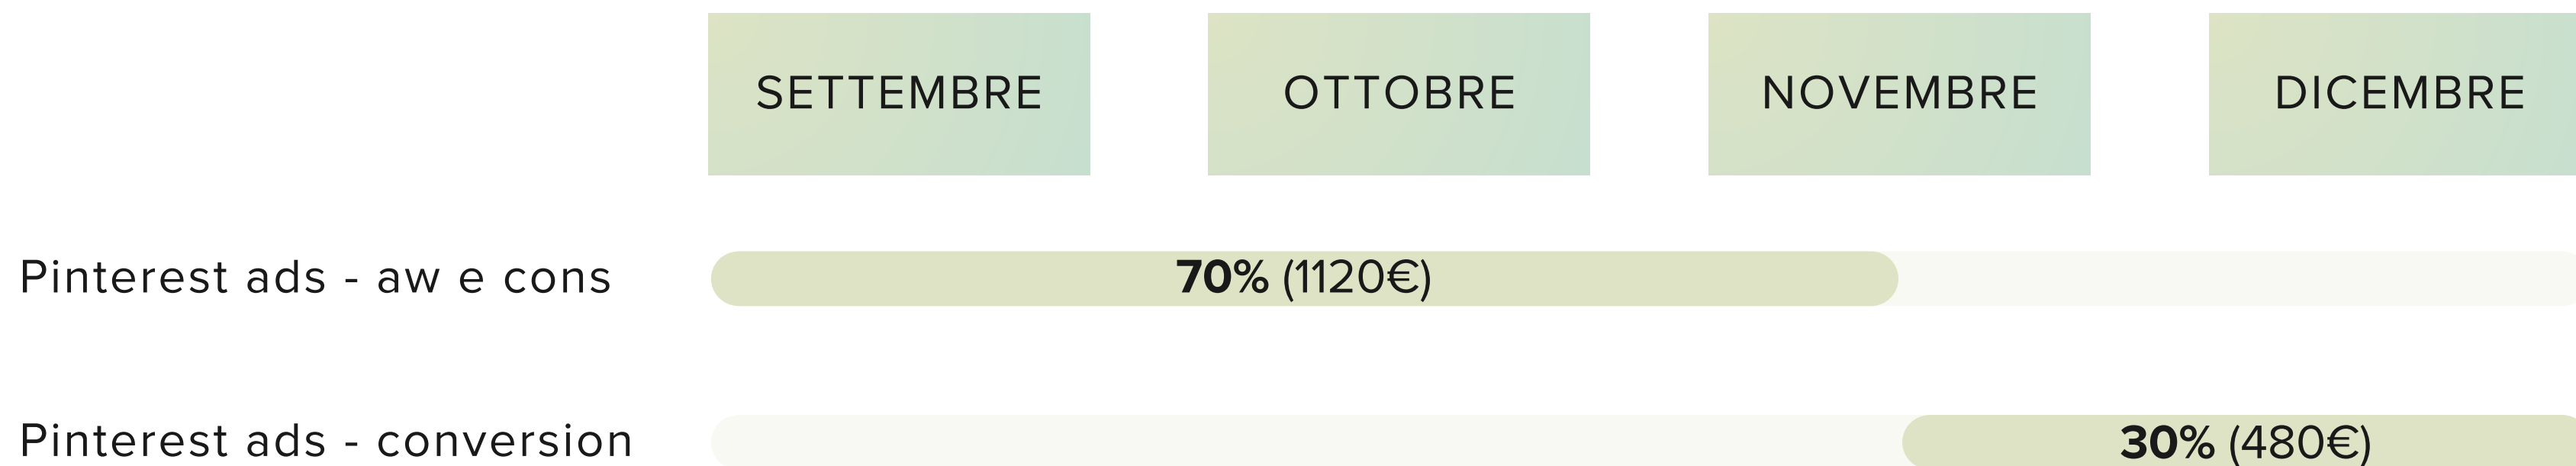 SETTEMBRE OTTOBRE NOVEMBRE DICEMBRE
Pinterest ads - aw e cons 70% (1120€)
Pinterest ads - conversion 30% (480€)